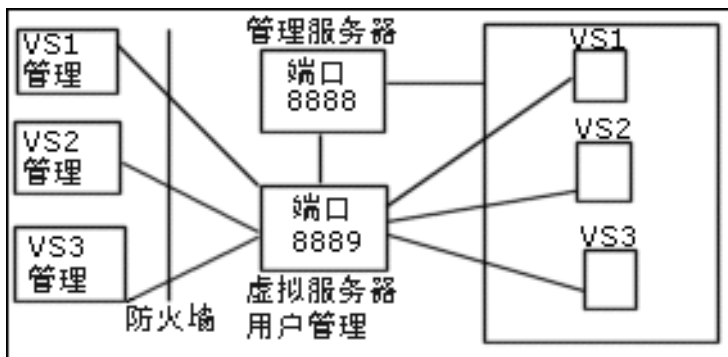 VS1
管理
VS2
管理
VS3
管理
防火墙
管理服务器
端口
8888
端口
8889
虚拟服务器
用户管理
VS1
VS2
VS3